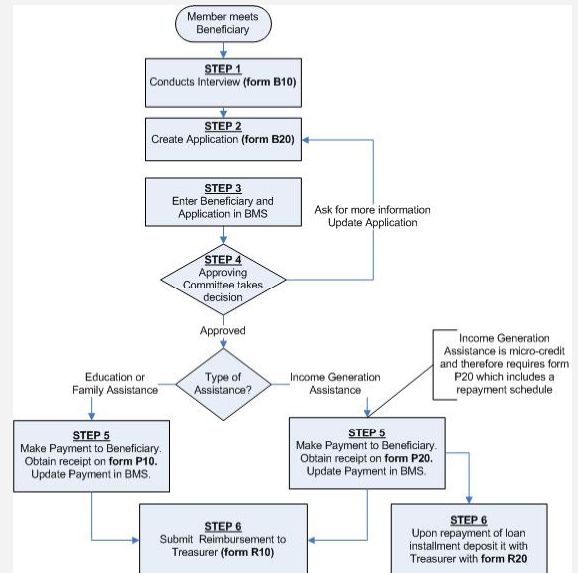 Member meets
Beneficiary
STEP 1
Conducts Interview (form B10)
STEP 2
Create Application (form B20)
STEP 3
Enter Beneficiary and
Application in BMS
Ask for more information
Update Application
STEP 4
Approving
Committee takes
decision
Approved
Type of
Assistance?
Education or
Family Assistance
Income Generation
Assistance
Income Generation
Assistance is micro-credit
and therefore requires form
P20 which includes a
repayment schedule
STEP 5
Make Payment to Beneficiary.
Obtain receipt on form P10.
Update Payment in BMS.
STEP 5
Make Payment to Beneficiary.
Obtain receipt on form P20.
Update Payment in BMS.
STEP 6
Submit Reimbursement to
Treasurer (form R10)
STEP 6
Upon repayment of loan
installment deposit it with
Treasurer with form R20